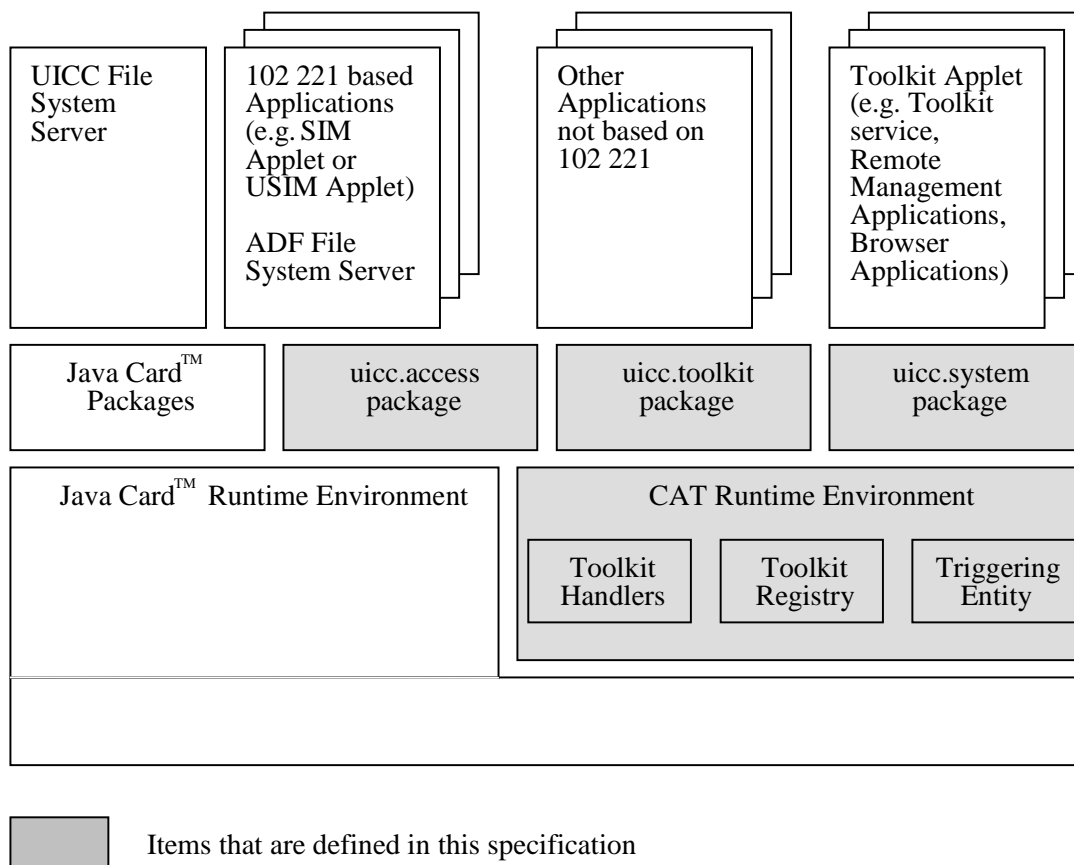 UICC File
System
Server
102 221 based
Applications
(e.g. SIM
Applet or
USIM Applet)
ADF File
System Server
Other
Applications
not based on
102 221
Toolkit Applet
(e.g. Toolkit
service,
Remote
Management
Applications,
Browser
Applications)
Java Card™
Packages
uicc.access
package
uicc.toolkit
package
uicc.system
package
Java Card™ Runtime Environment
CAT Runtime Environment
Toolkit
Handlers
Toolkit
Registry
Triggering
Entity
Items that are defined in this specification